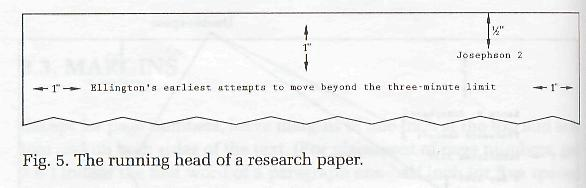 ½"
1"
Josephson 2
1" Ellington's earliest attempts to move beyond the three-minute limit 1"
Fig. 5. The running head of a research paper.